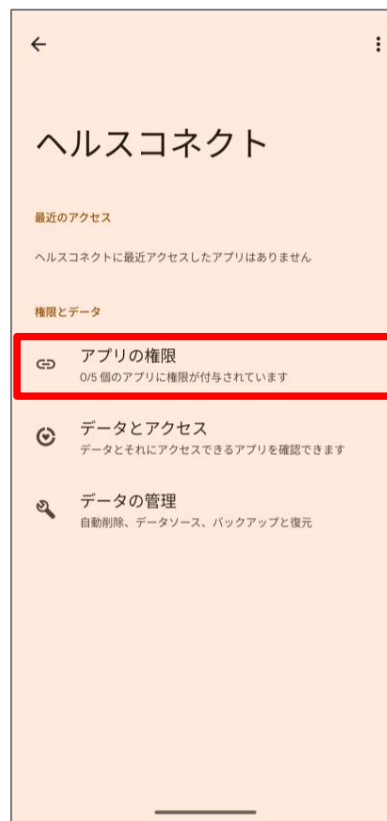 ヘルスコネクト
最近のアクセス
ヘルスコネクトに最近アクセスしたアプリはありません
権限とデータ
アプリの権限
0/5 個のアプリに権限が付与されています
データとアクセス
データとそれにアクセスできるアプリを確認できます
データの管理
自動削除、データソース、バックアップと復元